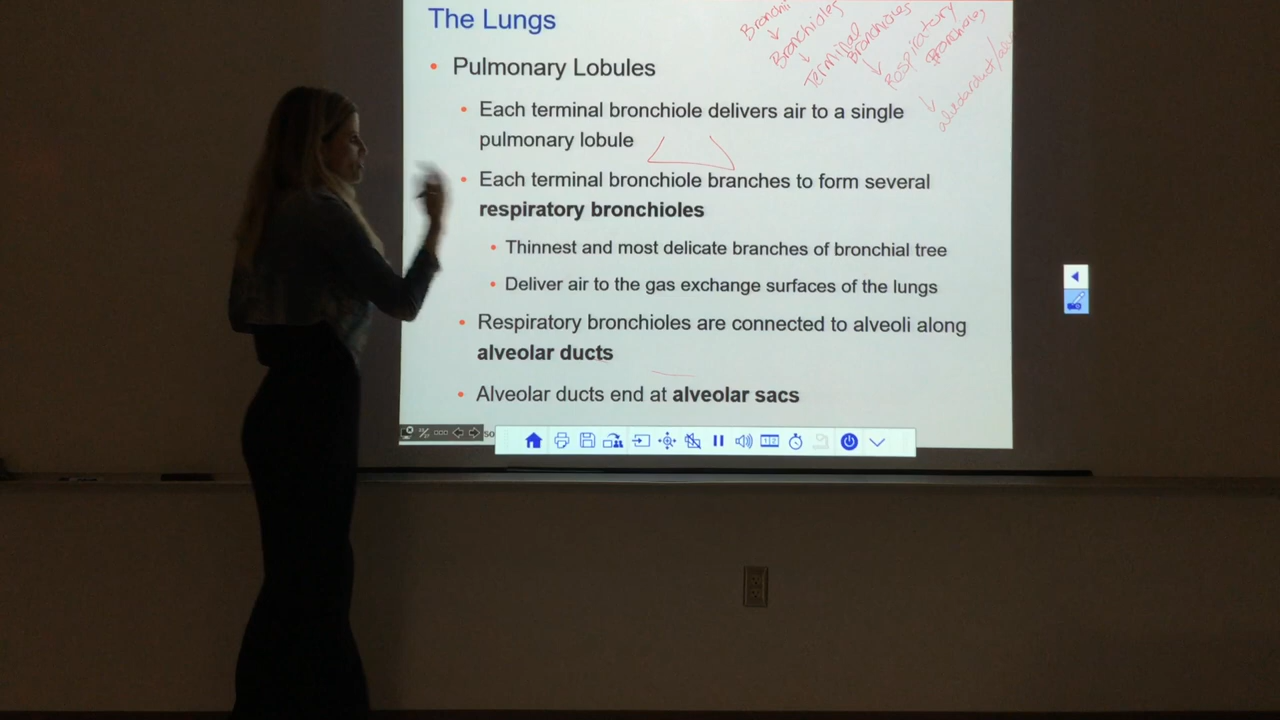 The Lungs
Bronchii
Bronchioles
Terminal
Bronchioles
Respiratory
Bronchioles
• Pulmonary Lobules
• Each terminal bronchiole delivers air to a single
pulmonary lobule
• Each terminal bronchiole branches to form several
respiratory bronchioles
• Thinnest and most delicate branches of bronchial tree
• Deliver air to the gas exchange surfaces of the lungs
• Respiratory bronchioles are connected to alveoli along
alveolar ducts
• Alveolar ducts end at alveolar sacs